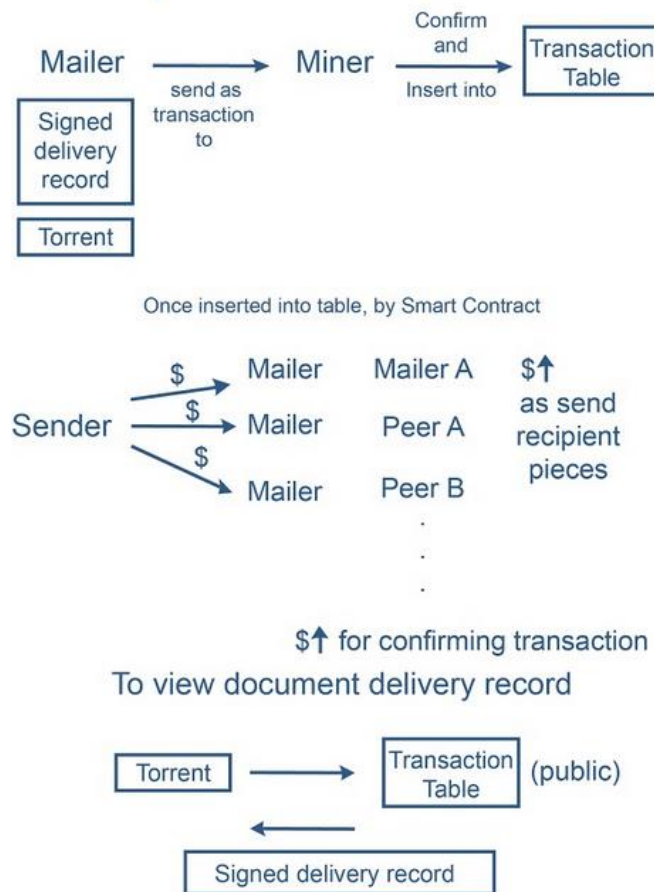 Mailer
send as
transaction
to
Miner
Confirm
and
Insert into
Transaction
Table
Signed
delivery
record
Torrent
Once inserted into table, by Smart Contract
Sender
$
$
$
Mailer
Mailer A
Mailer
Peer A
Mailer
Peer B
.
.
.
$↑
as send
recipient
pieces
$↑ for confirming transaction
To view document delivery record
Torrent
Transaction
Table
(public)
Signed delivery record